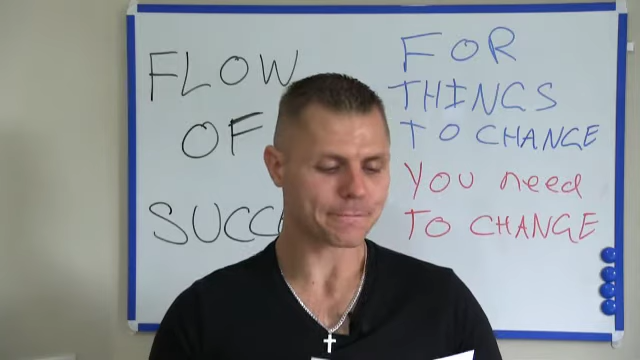 FLOW
OF
SUCC
FOR
THINGS
TO CHANGE
You need
TO CHANGE